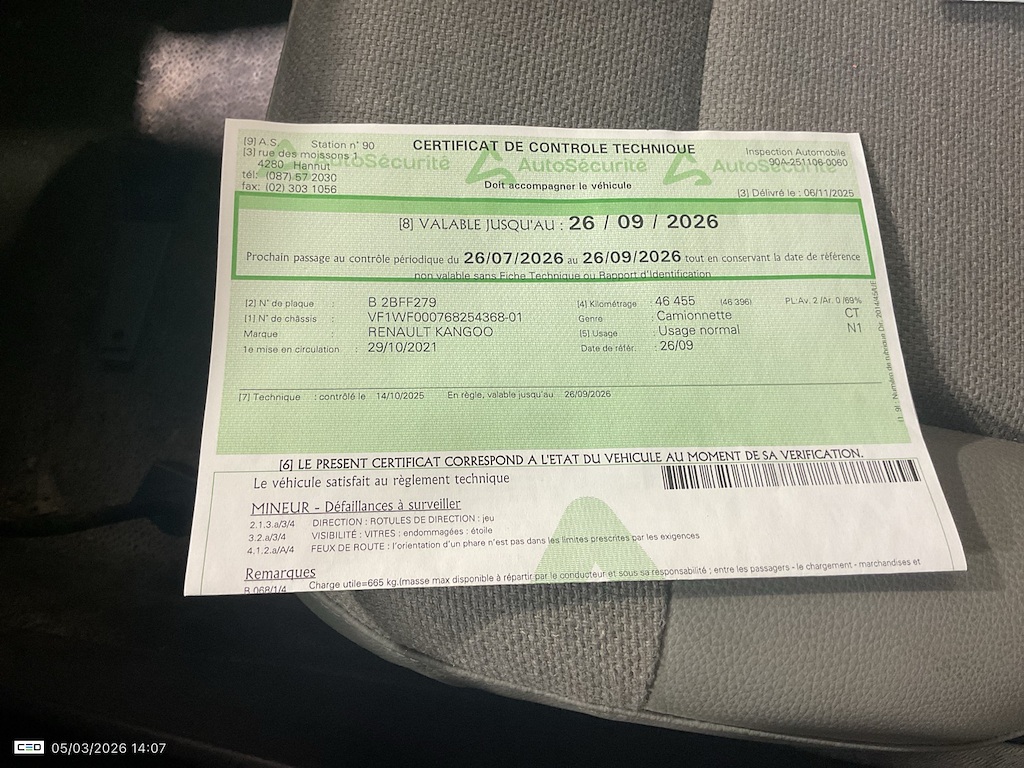 [9] A.S. Station n° 90
[3] rue des moissons 1
4280 Hannut
tél: (087) 57 2030
fax: (02) 303 1056
CERTIFICAT DE CONTROLE TECHNIQUE
AutoSécurité AutoSécurité AutoSécurité
Doit accompagner le véhicule
Inspection Automobile
90A-251106-0060
[3] Délivré le : 06/11/2025
[8] VALABLE JUSQU'AU : 26 / 09 / 2026
Prochain passage au contrôle périodique du 26/07/2026 au 26/09/2026 tout en conservant la date de référence
non valable sans Fiche Technique ou Rapport d'Identification
[2] N° de plaque : B 2BFF279
[1] N° de châssis : VF1WF000768254368-01
Marque : RENAULT KANGOO
1e mise en circulation : 29/10/2021
[4] Kilométrage : 46 455 (46 396) PL:Av. 2 /Ar. 0 /69%
Genre : Camionnette CT
[5] Usage : Usage normal N1
Date de référ. : 26/09
[7] Technique : contrôlé le 14/10/2025 En règle, valable jusqu'au 26/09/2026
[6] LE PRESENT CERTIFICAT CORRESPOND A L'ETAT DU VEHICULE AU MOMENT DE SA VERIFICATION.
Le véhicule satisfait au règlement technique
MINEUR - Défaillances à surveiller
2.1.3.a/3/4 DIRECTION : ROTULES DE DIRECTION : jeu
3.2.a/3/4 VISIBILITÉ : VITRES : endommagées : étoile
4.1.2.a/A/4 FEUX DE ROUTE : l'orientation d'un phare n'est pas dans les limites prescrites par les exigences
Remarques
R.068/1/4 Charge utile=665 kg.(masse max disponible à répartir par le conducteur et sous sa responsabilité ; entre les passagers - le chargement - marchandises et
CED 05/03/2026 14:07